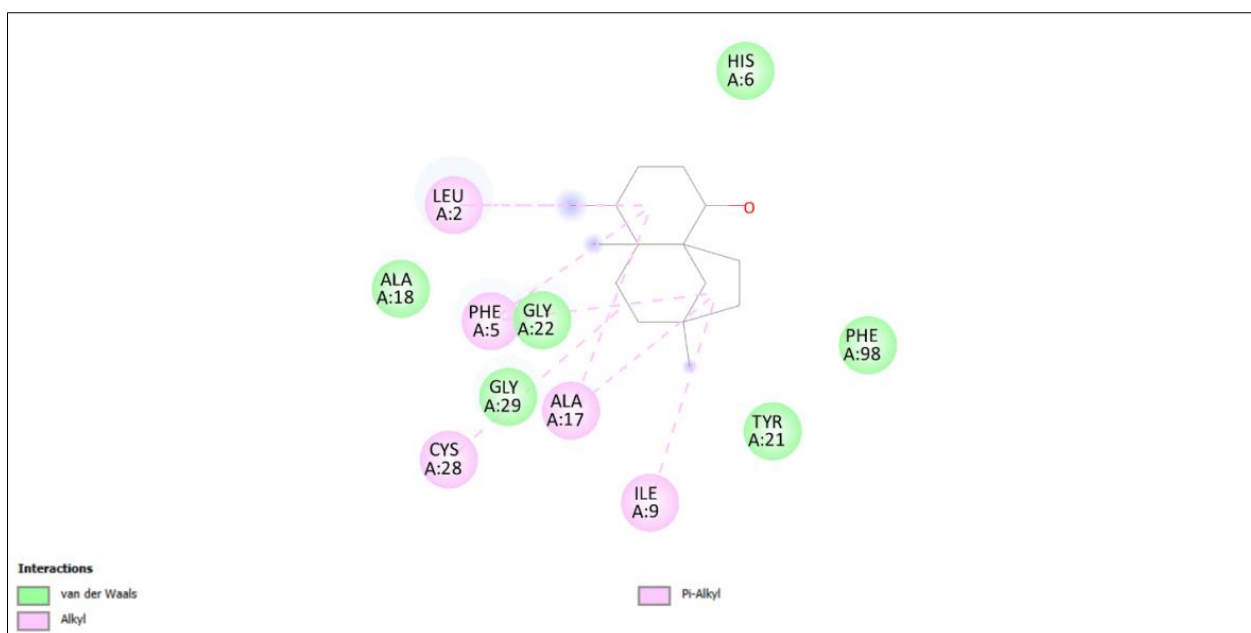 HIS
A:6
LEU
A:2
O
ALA
A:18
PHE
A:5
GLY
A:22
PHE
A:98
GLY
A:29
ALA
A:17
TYR
A:21
CYS
A:28
ILE
A:9
Interactions
van der Waals
Alkyl
Pi-Alkyl